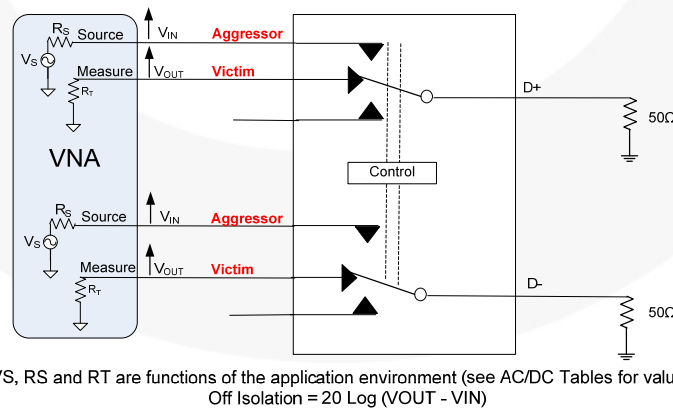 RS Source VIN Aggressor
VS
Measure VOUT Victim
RT
D+
50Ω
VNA
Control
RS Source VIN Aggressor
VS
Measure VOUT Victim
RT
D-
50Ω
VS, RS and RT are functions of the application environment (see AC/DC Tables for valu
Off Isolation = 20 Log (VOUT - VIN)